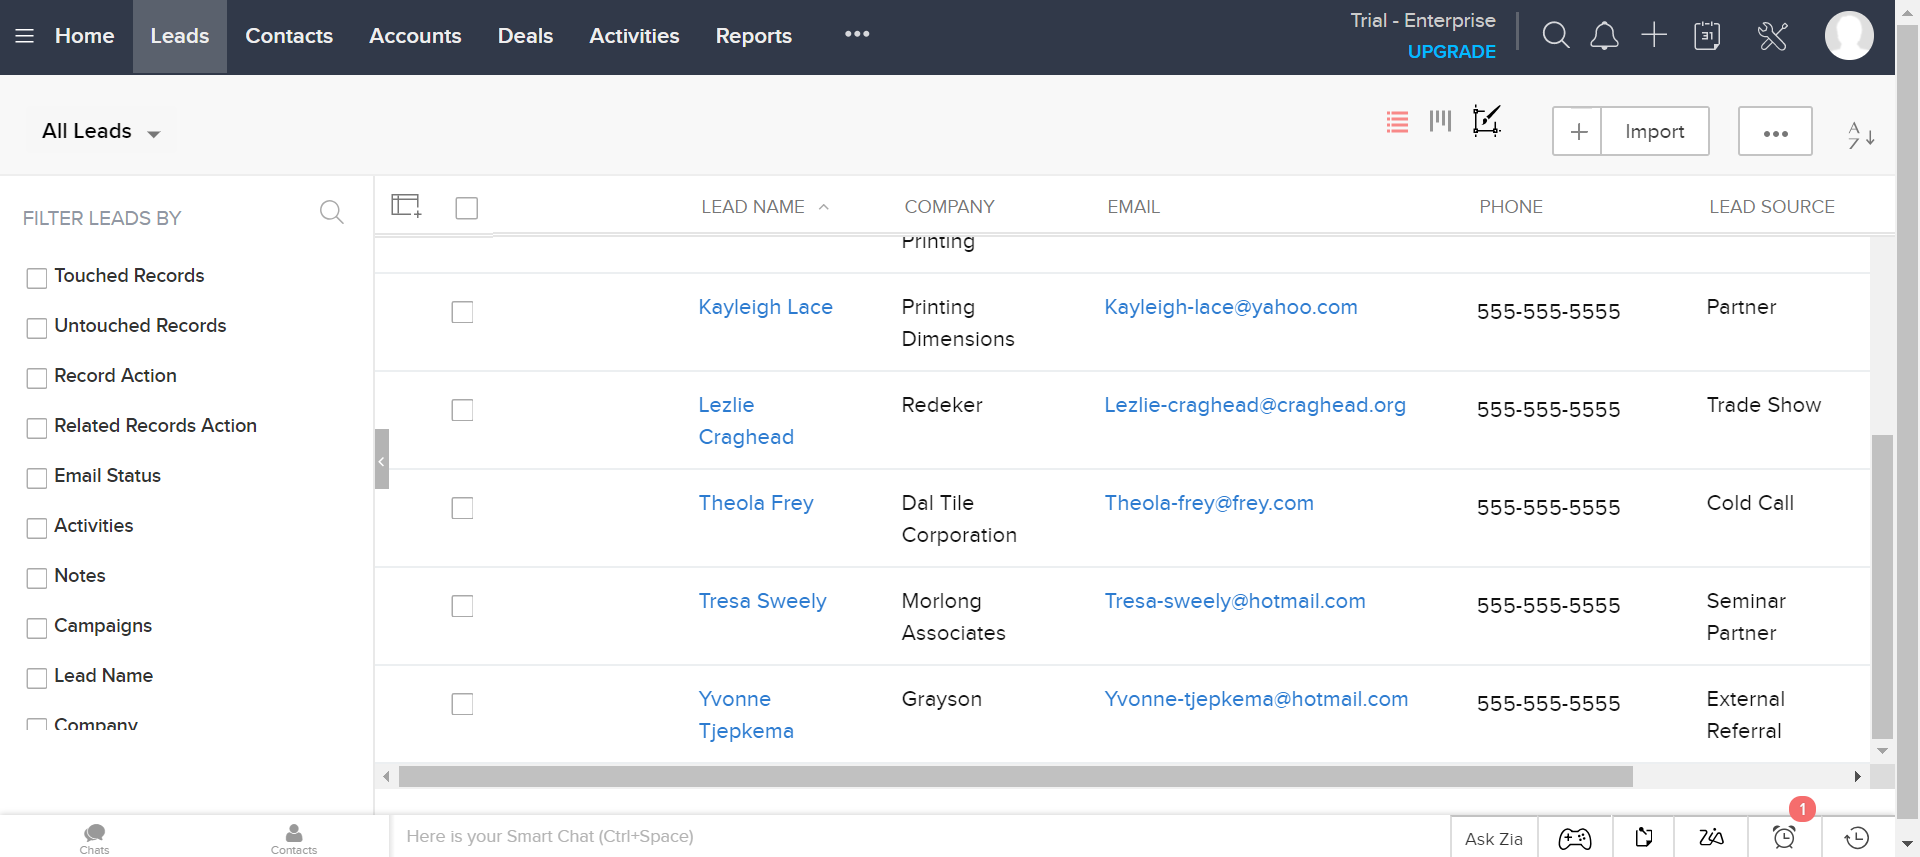 Home Leads Contacts Accounts Deals Activities Reports ••• Trial - Enterprise
UPGRADE
31
All Leads
+ Import ••• A Z
FILTER LEADS BY
Touched Records
Untouched Records
Record Action
Related Records Action
Email Status
Activities
Notes
Campaigns
Lead Name
Company
LEAD NAME COMPANY EMAIL PHONE LEAD SOURCE
Printing
Kayleigh Lace Printing Kayleigh-lace@yahoo.com 555-555-5555 Partner
Dimensions
Lezlie Redeker Lezlie-craghead@craghead.org 555-555-5555 Trade Show
Craghead
Theola Frey Dal Tile Theola-frey@frey.com 555-555-5555 Cold Call
Corporation
Tresa Sweely Morlong Tresa-sweely@hotmail.com 555-555-5555 Seminar
Associates Partner
Yvonne Grayson Yvonne-tjepkema@hotmail.com 555-555-5555 External
Tjepkema Referral
1
Chats Contacts Here is your Smart Chat (Ctrl+Space) Ask Zia